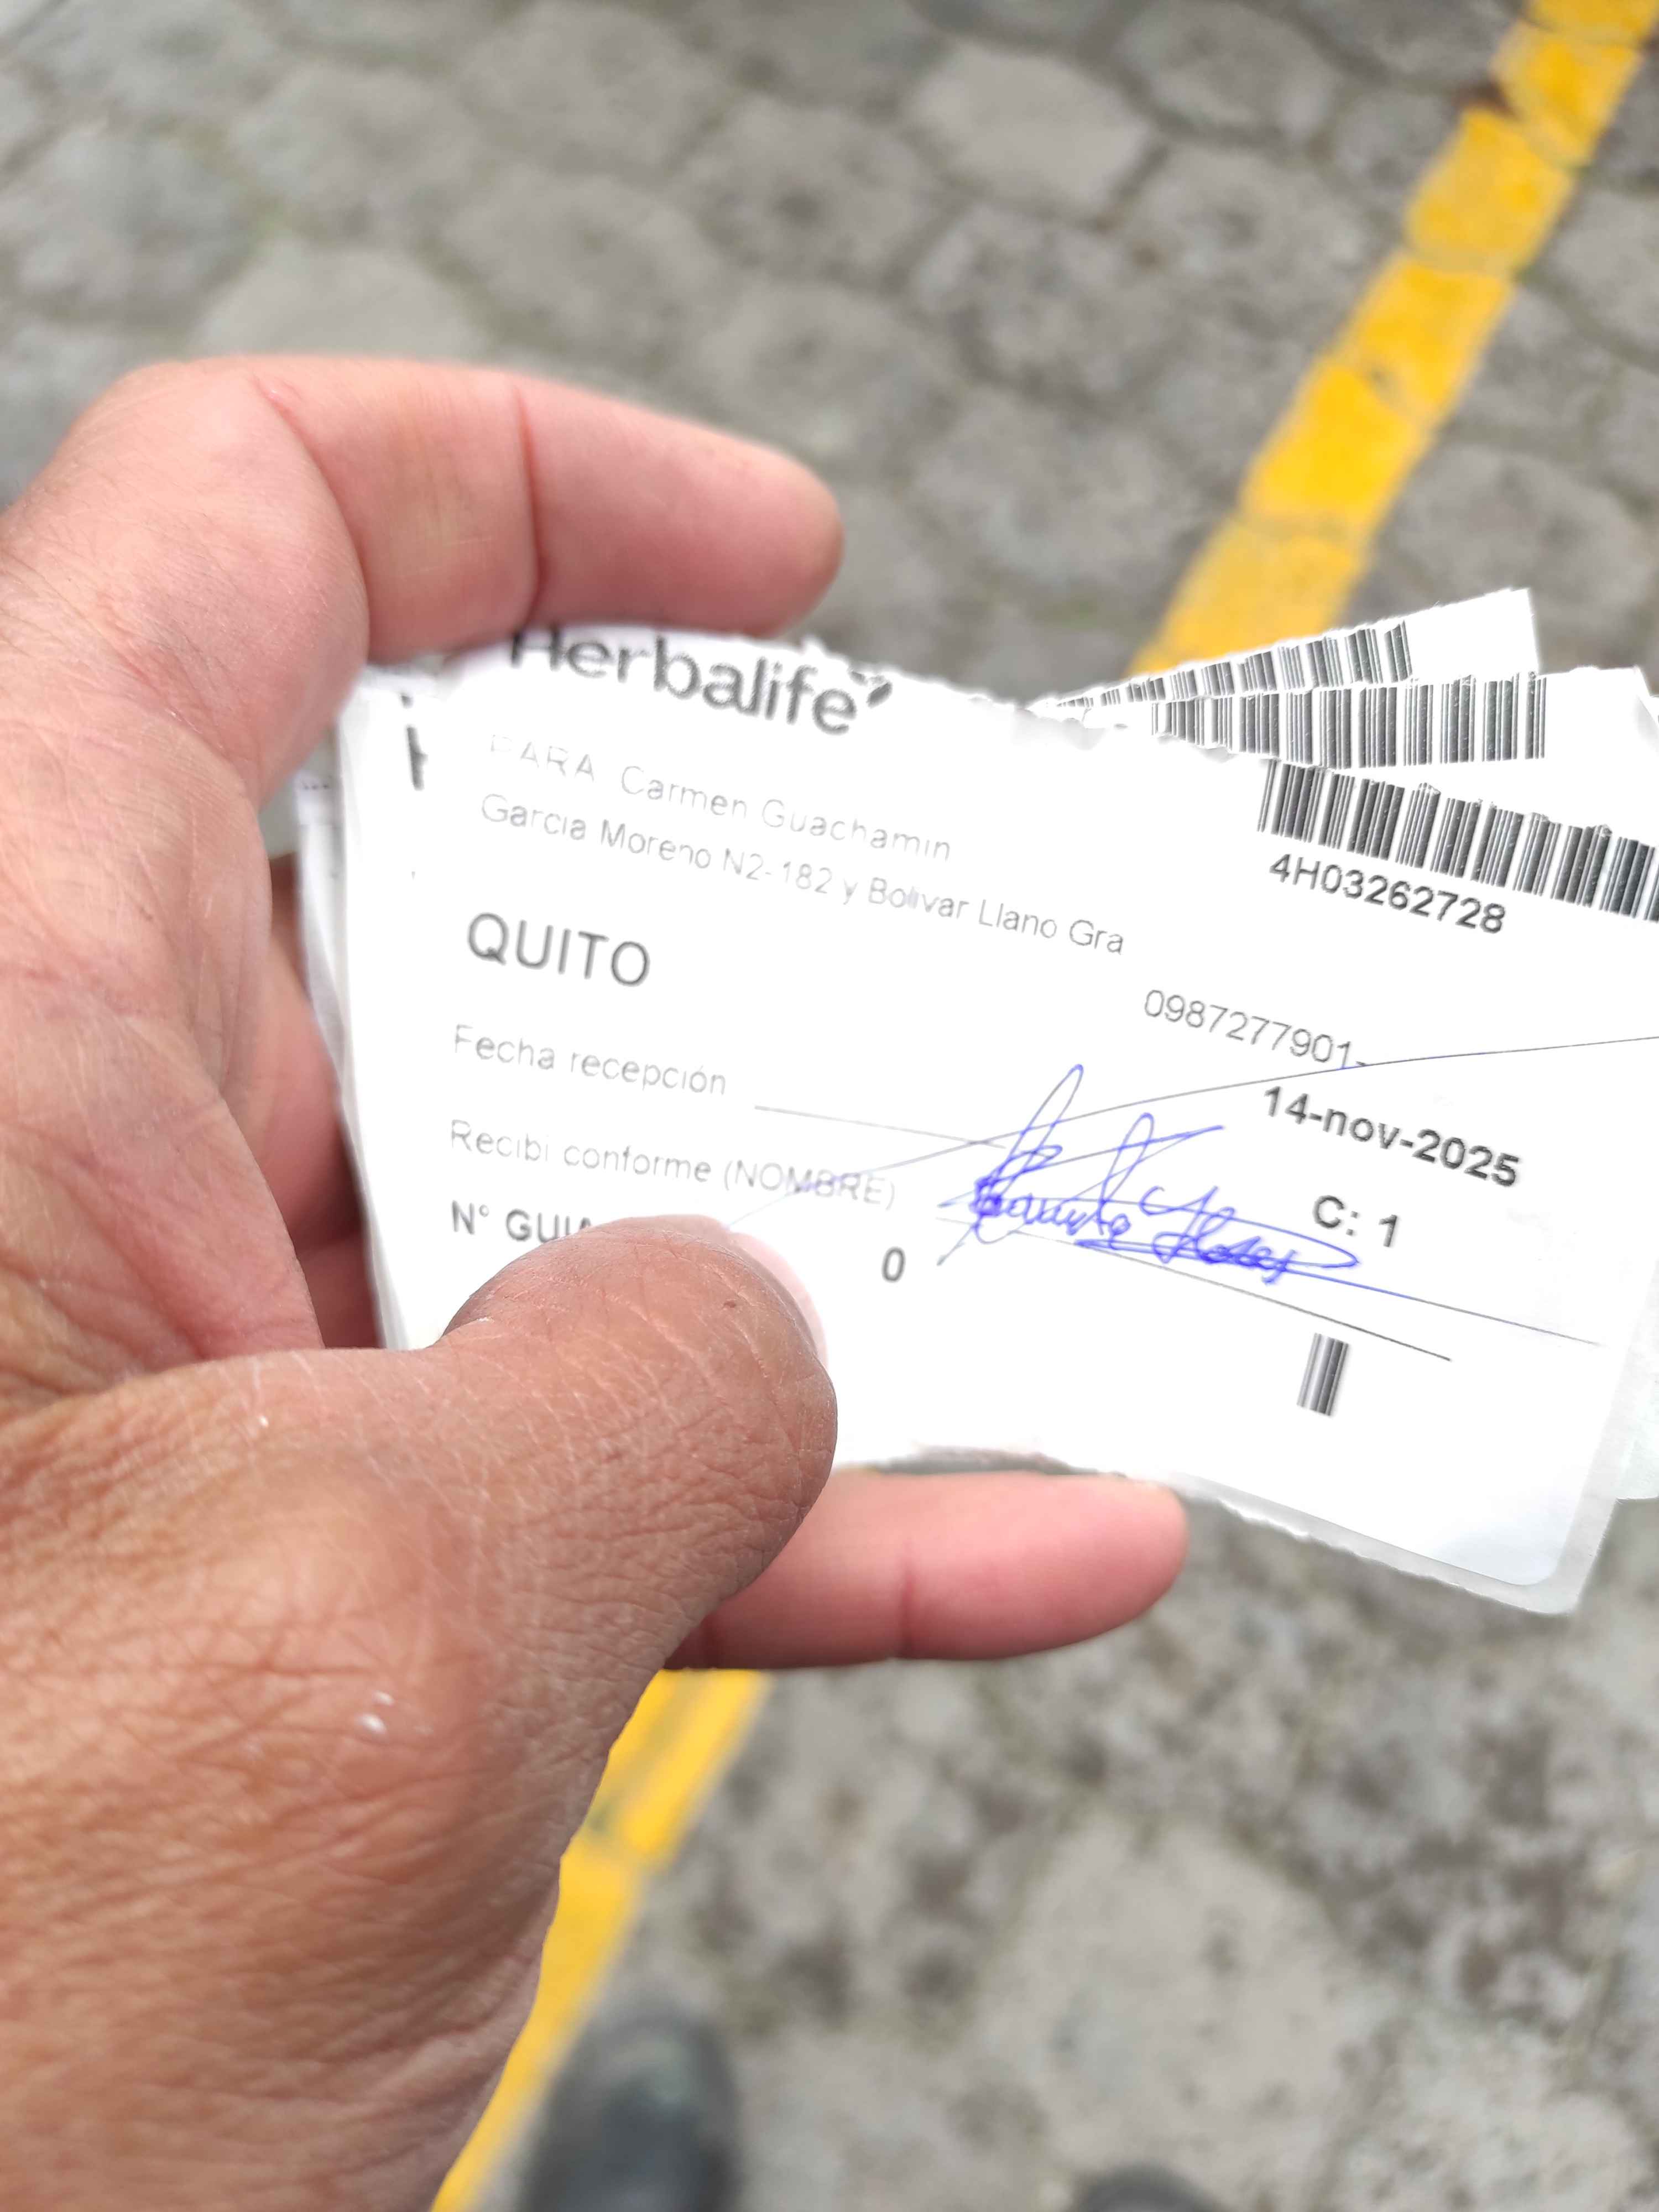 Herbalife
PARA Carmen Guachamin
Garcia Moreno N2-182 y Bolivar Llano Gra
4H03262728
QUITO
0987277901-
Fecha recepción
14-nov-2025
Recibi conforme (NOMBRE)
C: 1
N° GUIA
0